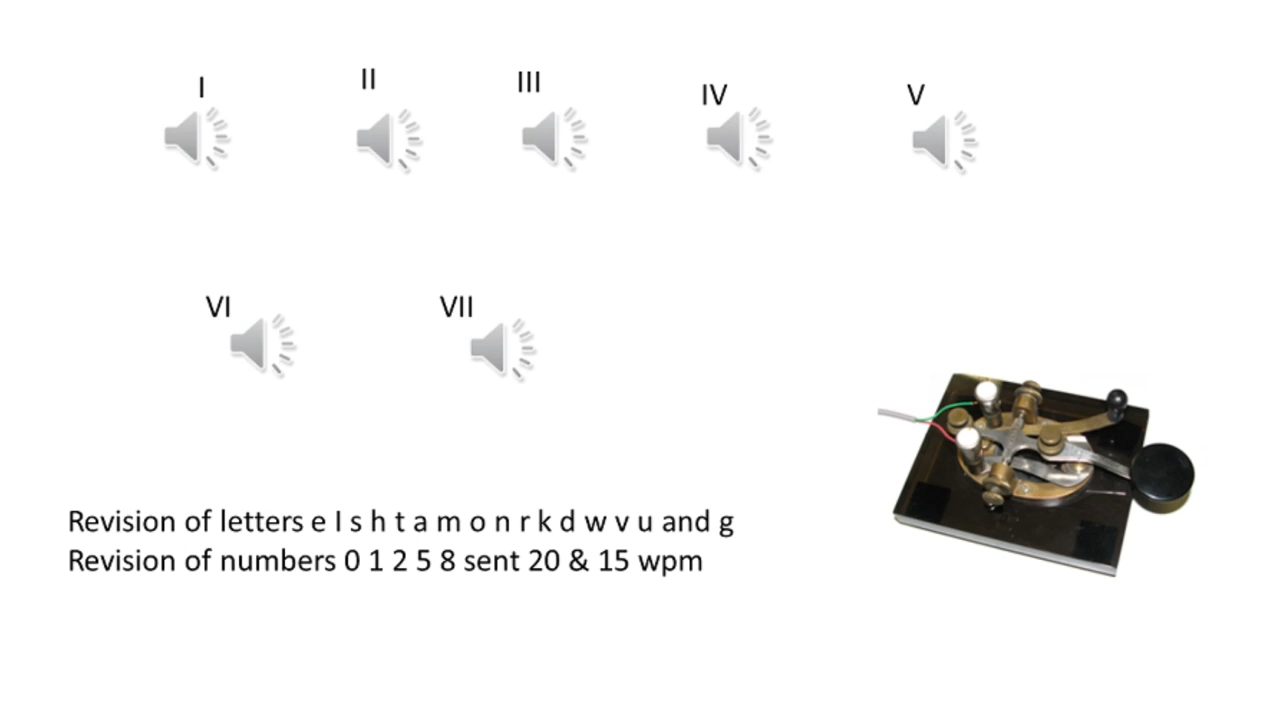 I
II
III
IV
V
VI
VII
Revision of letters e I s h t a m o n r k d w v u and g
Revision of numbers 0 1 2 5 8 sent 20 & 15 wpm